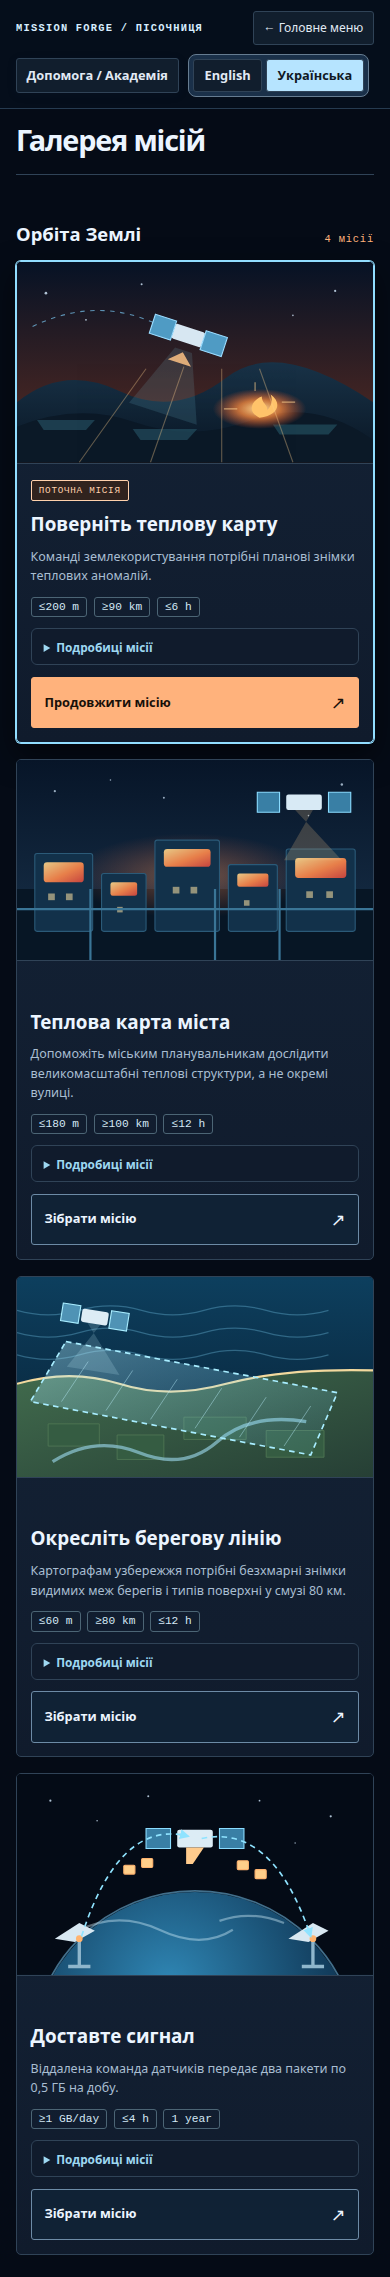 MISSION FORGE / ПІСОЧНИЦЯ
← Головне меню
Допомога / Академія
English
Українська
Галерея місій
Орбіта Землі
4 місії
ПОТОЧНА МІСІЯ
Поверніть теплову карту
Команді землекористування потрібні планові знімки
теплових аномалій.
≤200 m ≥90 km ≤6 h
▶ Подробиці місії
Продовжити місію ↗
Теплова карта міста
Допоможіть міським планувальникам дослідити
великомасштабні теплові структури, а не окремі
вулиці.
≤180 m ≥100 km ≤12 h
▶ Подробиці місії
Зібрати місію ↗
Окресліть берегову лінію
Картографам узбережжя потрібні безхмарні знімки
видимих меж берегів і типів поверхні у смузі 80 км.
≤60 m ≥80 km ≤12 h
▶ Подробиці місії
Зібрати місію ↗
Доставте сигнал
Віддалена команда датчиків передає два пакети по
0,5 ГБ на добу.
≥1 GB/day ≤4 h 1 year
▶ Подробиці місії
Зібрати місію ↗